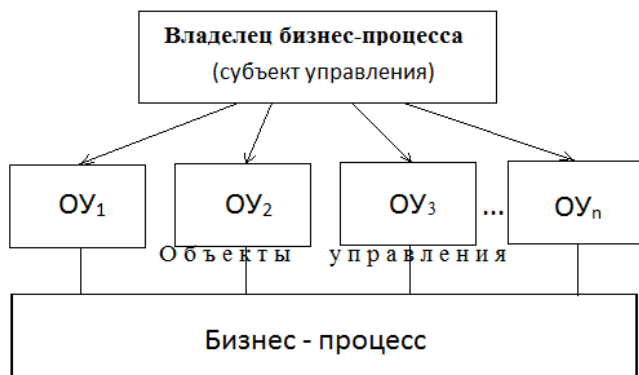 Владелец бизнес-процесса
(субъект управления)
ОУ₁ ОУ₂ ОУ₃ ... ОУₙ
Объекты управления
Бизнес - процесс